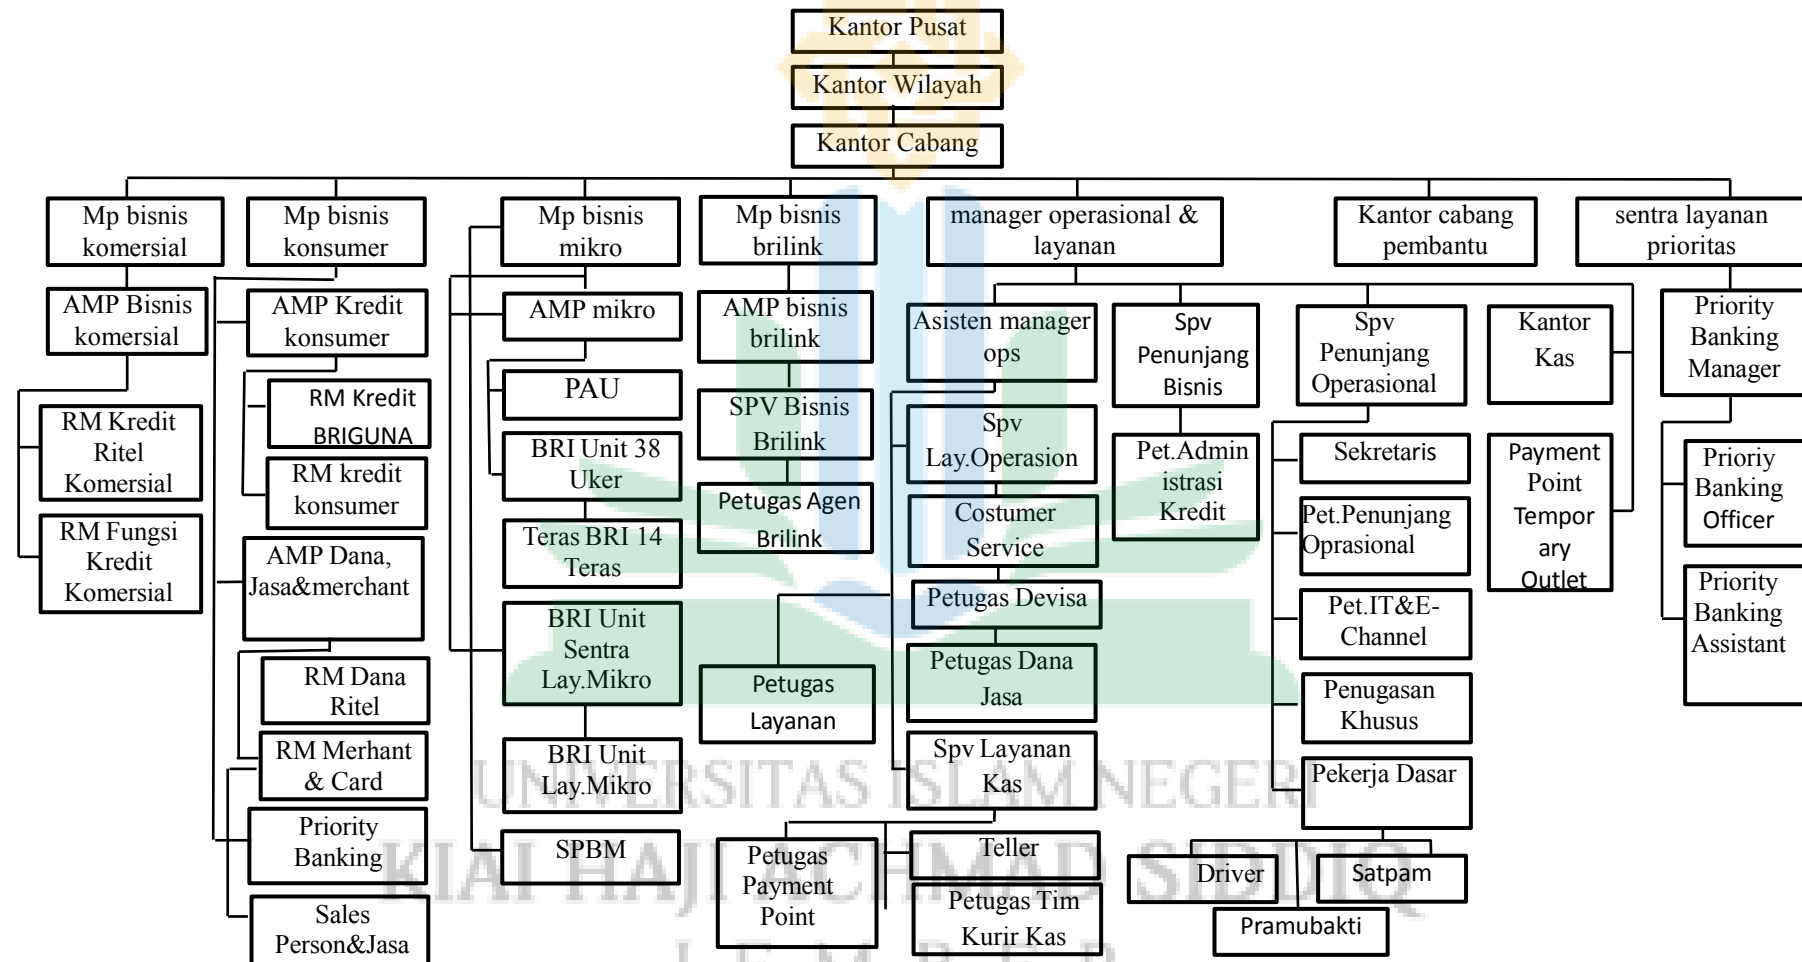 Kantor Pusat
Kantor Wilayah
Kantor Cabang
Mp bisnis
komersial
Mp bisnis
konsumer
Mp bisnis
mikro
Mp bisnis
brilink
manager operasional &
layanan
Kantor cabang
pembantu
sentra layanan
prioritas
AMP Bisnis
komersial
RM Kredit
Ritel
Komersial
RM Fungsi
Kredit
Komersial
AMP Kredit
konsumer
RM Kredit
BRIGUNA
RM kredit
konsumer
AMP Dana,
Jasa&merchant
RM Dana
Ritel
RM Merhant
& Card
Priority
Banking
Sales
Person&Jasa
AMP mikro
PAU
BRI Unit 38
Uker
Teras BRI 14
Teras
BRI Unit
Sentra
Lay.Mikro
BRI Unit
Lay.Mikro
SPBM
AMP bisnis
brilink
SPV Bisnis
Brilink
Petugas Agen
Brilink
Petugas
Layanan
Asisten manager
ops
Spv
Lay.Operasion
Costumer
Service
Petugas Devisa
Petugas Dana
Jasa
Spv Layanan
Kas
Petugas
Payment
Point
Teller
Petugas Tim
Kurir Kas
Spv
Penunjang
Bisnis
Pet.Admin
istrasi
Kredit
Spv
Penunjang
Operasional
Sekretaris
Pet.Penunjang
Oprasional
Pet.IT&E-
Channel
Penugasan
Khusus
Pekerja Dasar
Driver
Satpam
Pramubakti
Kantor
Kas
Payment
Point
Tempor
ary
Outlet
Priority
Banking
Manager
Prioriy
Banking
Officer
Priority
Banking
Assistant
UNIVERSITAS ISLAM NEGERI
KIAI HAJI ACHMAD SIDDIQ
J E M B E R